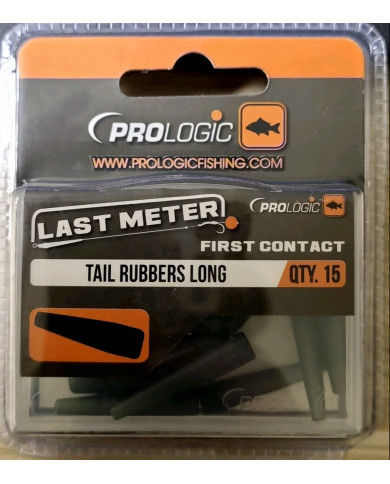 PROLOGIC
WWW.PROLOGICFISHING.COM
LAST METER
PROLOGIC
FIRST CONTACT
TAIL RUBBERS LONG
QTY. 15